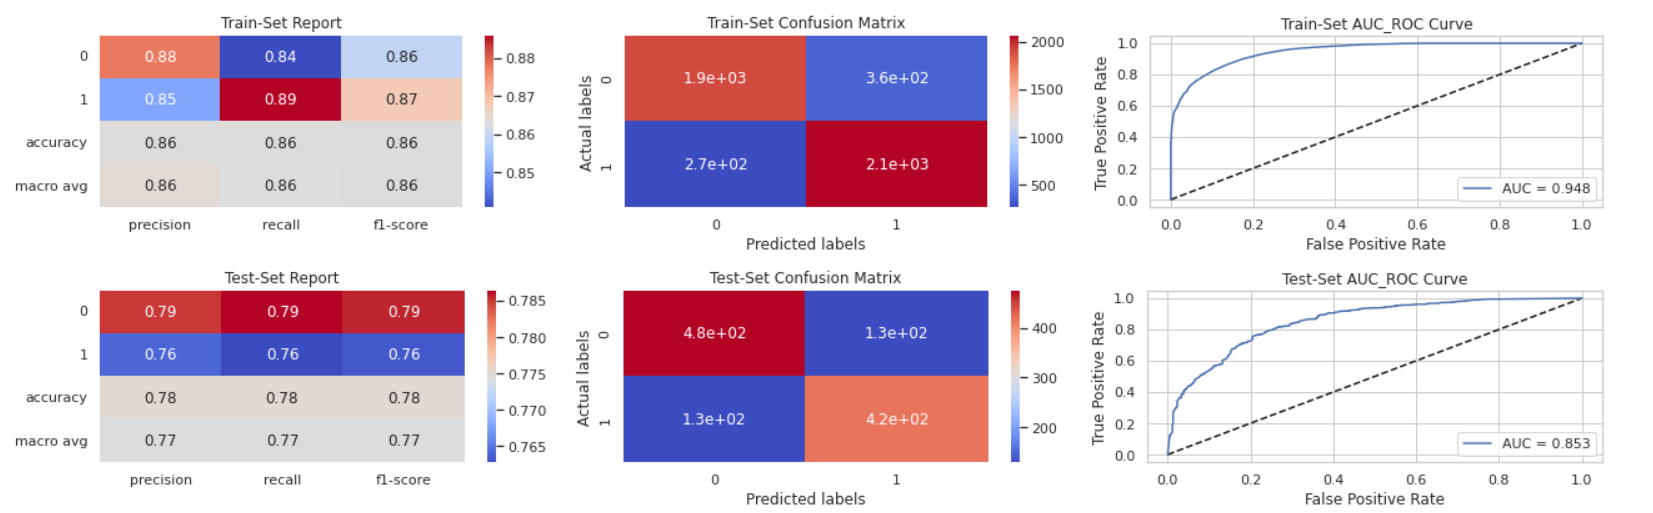 Train-Set Report
0 0.88 0.84 0.86
1 0.85 0.89 0.87
accuracy 0.86 0.86 0.86
macro avg 0.86 0.86 0.86
precision recall f1-score
0.88
0.87
0.86
0.85
Train-Set Confusion Matrix
Actual labels
0 1.9e+03 3.6e+02
1 2.7e+02 2.1e+03
0 1
Predicted labels
2000
1500
1000
500
Train-Set AUC_ROC Curve
True Positive Rate
1.0
0.8
0.6
0.4
0.2
0.0
AUC = 0.948
0.0 0.2 0.4 0.6 0.8 1.0
False Positive Rate
Test-Set Report
0 0.79 0.79 0.79
1 0.76 0.76 0.76
accuracy 0.78 0.78 0.78
macro avg 0.77 0.77 0.77
precision recall f1-score
0.785
0.780
0.775
0.770
0.765
Test-Set Confusion Matrix
Actual labels
0 4.8e+02 1.3e+02
1 1.3e+02 4.2e+02
0 1
Predicted labels
400
300
200
Test-Set AUC_ROC Curve
True Positive Rate
1.0
0.8
0.6
0.4
0.2
0.0
AUC = 0.853
0.0 0.2 0.4 0.6 0.8 1.0
False Positive Rate